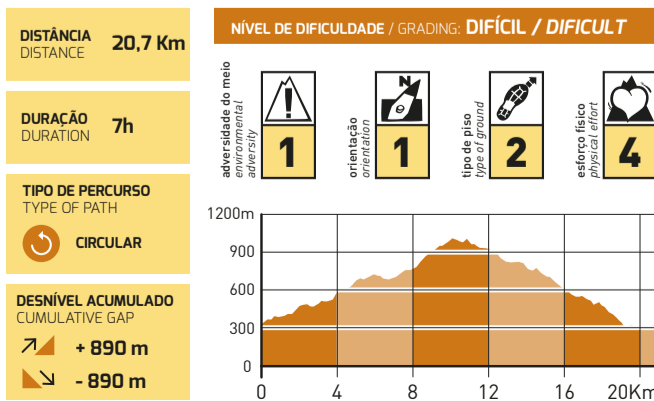 DISTÂNCIA
DISTANCE
20,7 Km
DURAÇÃO
DURATION
7h
TIPO DE PERCURSO
TYPE OF PATH
CIRCULAR
DESNÍVEL ACUMULADO
CUMULATIVE GAP
+ 890 m
- 890 m
NÍVEL DE DIFICULDADE / GRADING: DIFÍCIL / DIFICULT
adversidade do meio
environmental
adversity
1
N
orientação
orientation
1
tipo de piso
type of ground
2
esforço físico
physical effort
4
1200m
900
600
300
0
0 4 8 12 16 20Km